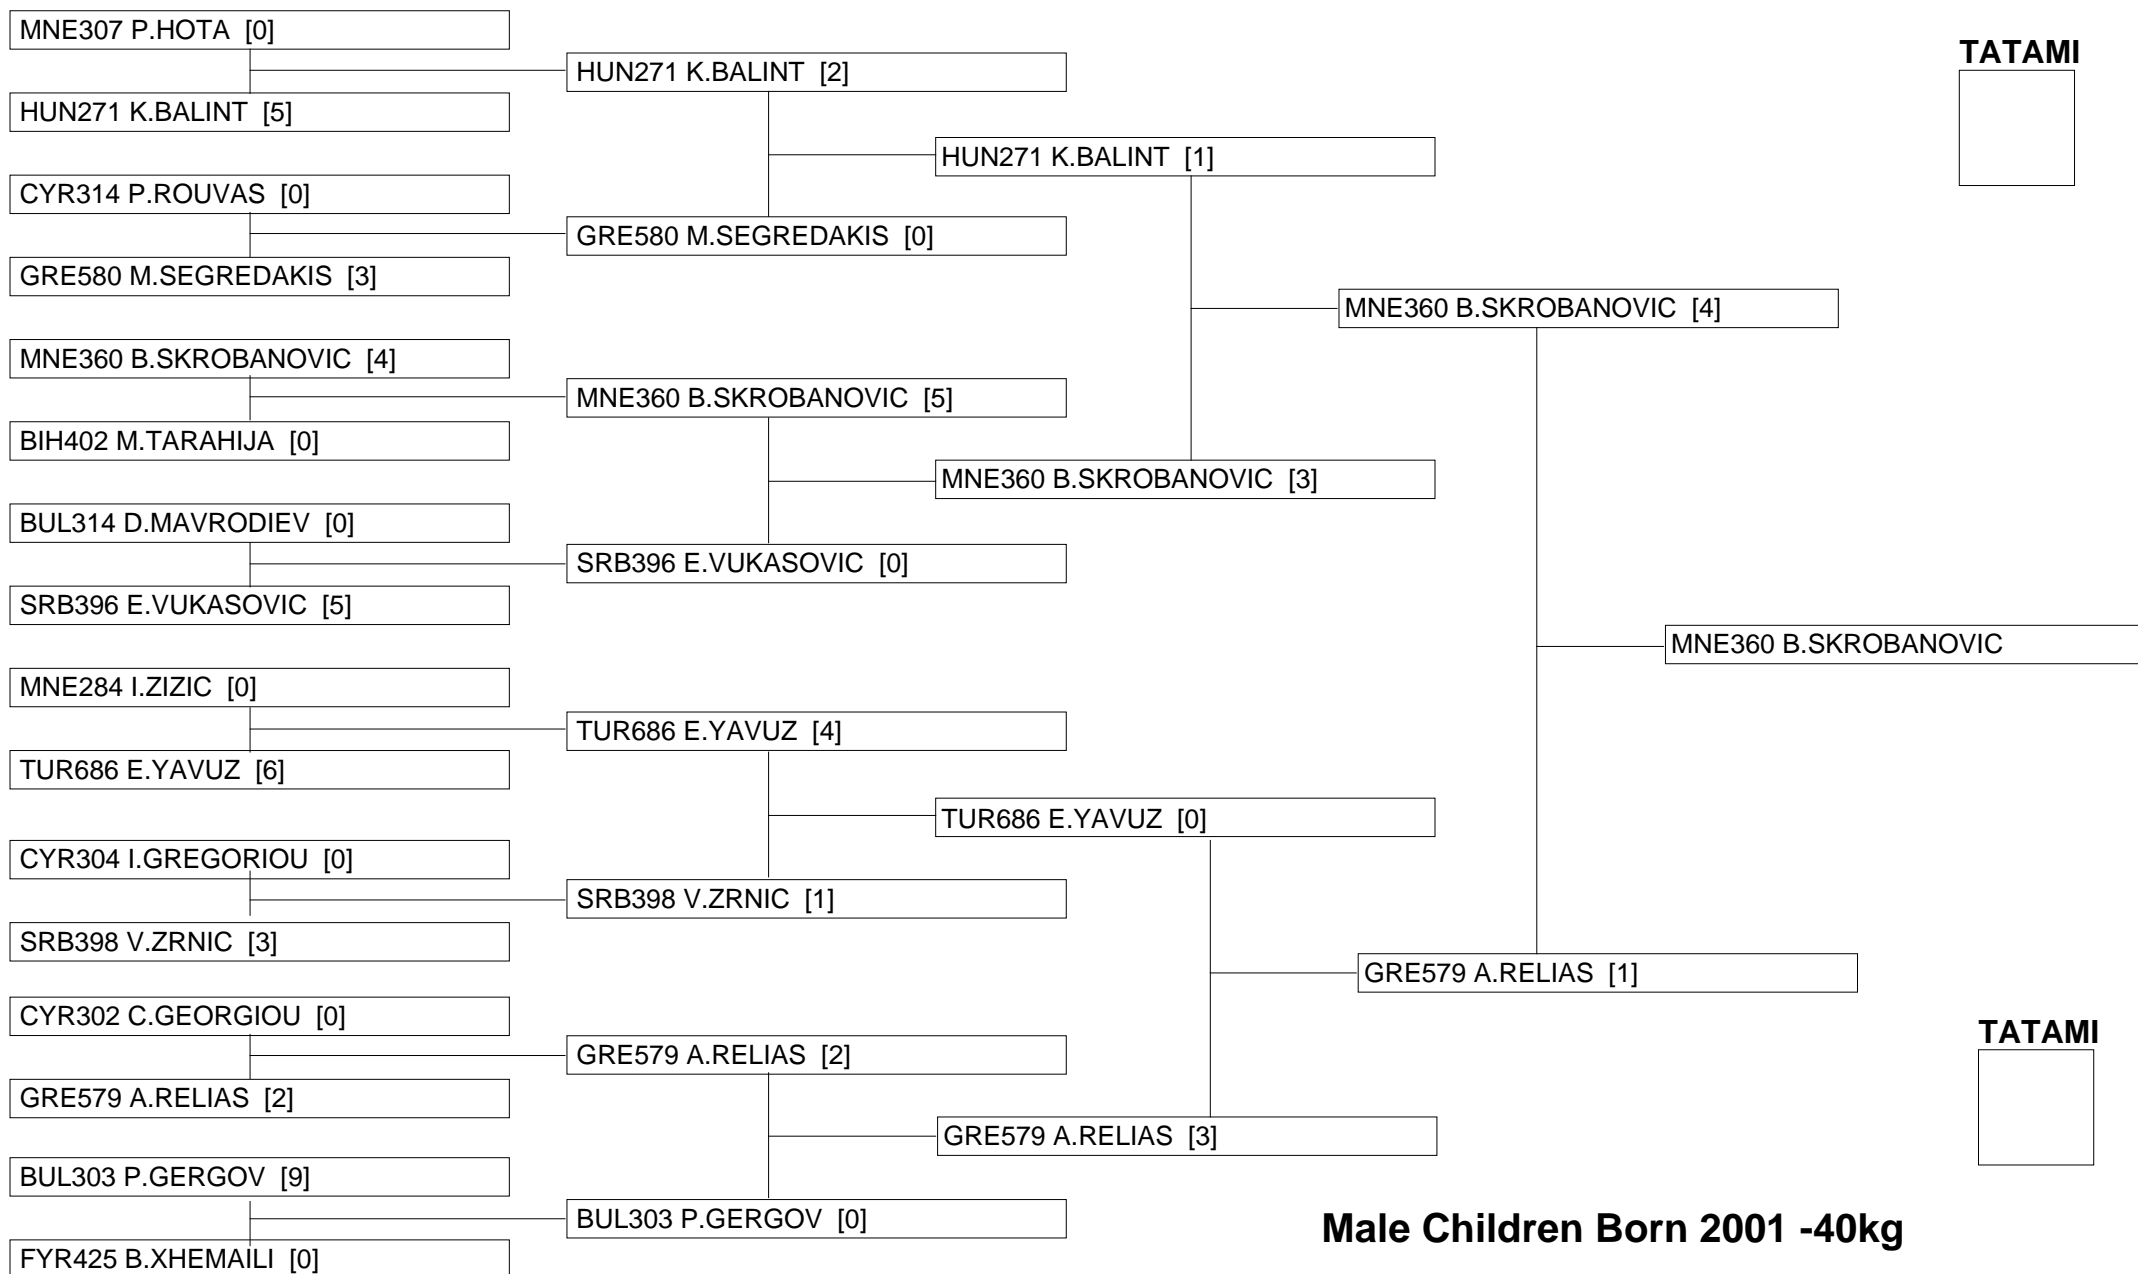 MNE307 P.HOTA [0]
HUN271 K.BALINT [5]
CYR314 P.ROUVAS [0]
GRE580 M.SEGREDAKIS [3]
MNE360 B.SKROBANOVIC [4]
BIH402 M.TARAHIJA [0]
BUL314 D.MAVRODIEV [0]
SRB396 E.VUKASOVIC [5]
MNE284 I.ZIZIC [0]
TUR686 E.YAVUZ [6]
CYR304 I.GREGORIOU [0]
SRB398 V.ZRNIC [3]
CYR302 C.GEORGIOU [0]
GRE579 A.RELIAS [2]
BUL303 P.GERGOV [9]
FYR425 B.XHEMAILI [0]
HUN271 K.BALINT [2]
GRE580 M.SEGREDAKIS [0]
MNE360 B.SKROBANOVIC [5]
SRB396 E.VUKASOVIC [0]
TUR686 E.YAVUZ [4]
SRB398 V.ZRNIC [1]
GRE579 A.RELIAS [2]
BUL303 P.GERGOV [0]
HUN271 K.BALINT [1]
MNE360 B.SKROBANOVIC [3]
TUR686 E.YAVUZ [0]
GRE579 A.RELIAS [3]
MNE360 B.SKROBANOVIC [4]
GRE579 A.RELIAS [1]
MNE360 B.SKROBANOVIC
TATAMI
TATAMI
Male Children Born 2001 -40kg